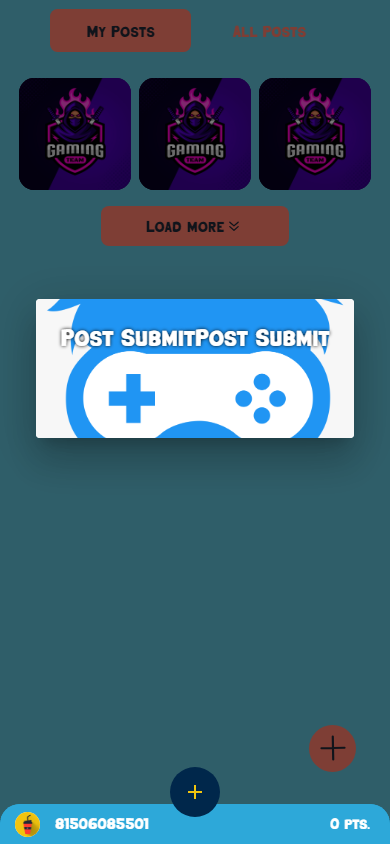 My Posts
All Posts
GAMING
TEAM
GAMING
TEAM
GAMING
TEAM
Load more
Post SubmitPost Submit
81506085501
0 pts.